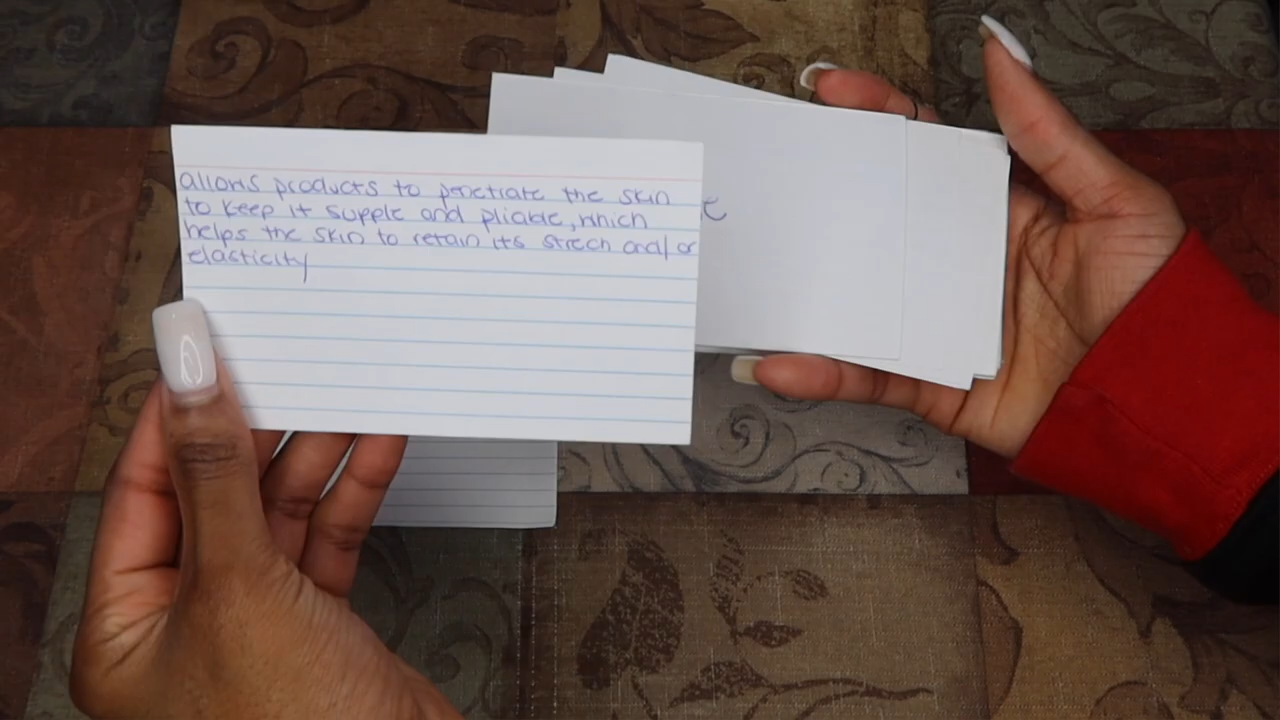 allows products to penetrate the skin
to keep it supple and pliable, which
helps the skin to retain its strech and/or
elasticity
e